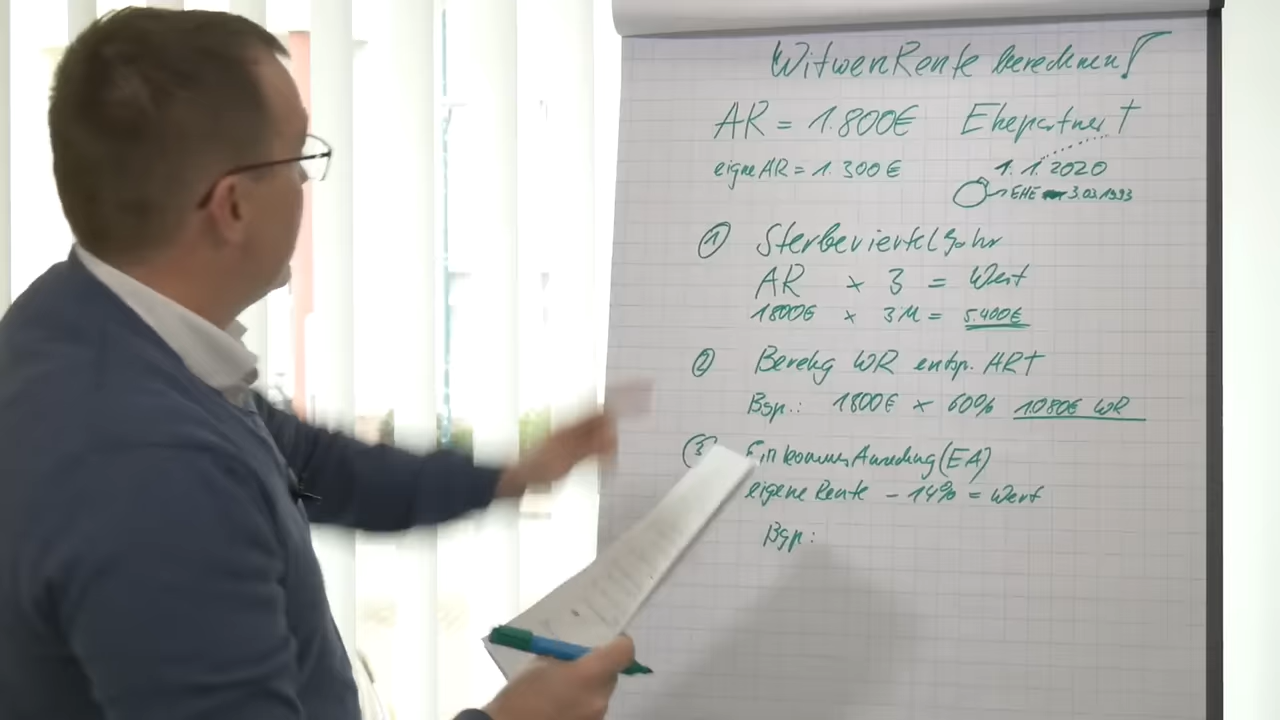 WitwenRente berechnen!
AR = 1.800€ Ehepartner †
eigne AR = 1.300€ 1.1.2020
EHE 3.03.1993
① Sterbevierteljahr
AR × 3 = Wert
1800€ × 3M = 5.400€
② Berechg WR entsp. AR†
Bsp.: 1800€ × 60% 1.080€ WR
③ (EA)
eigene Rente - 14% = Wert
Bsp: